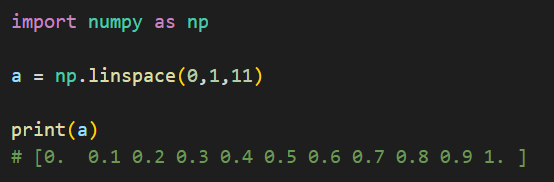 import numpy as np
a = np.linspace(0,1,11)
print(a)
# [0.  0.1 0.2 0.3 0.4 0.5 0.6 0.7 0.8 0.9 1. ]